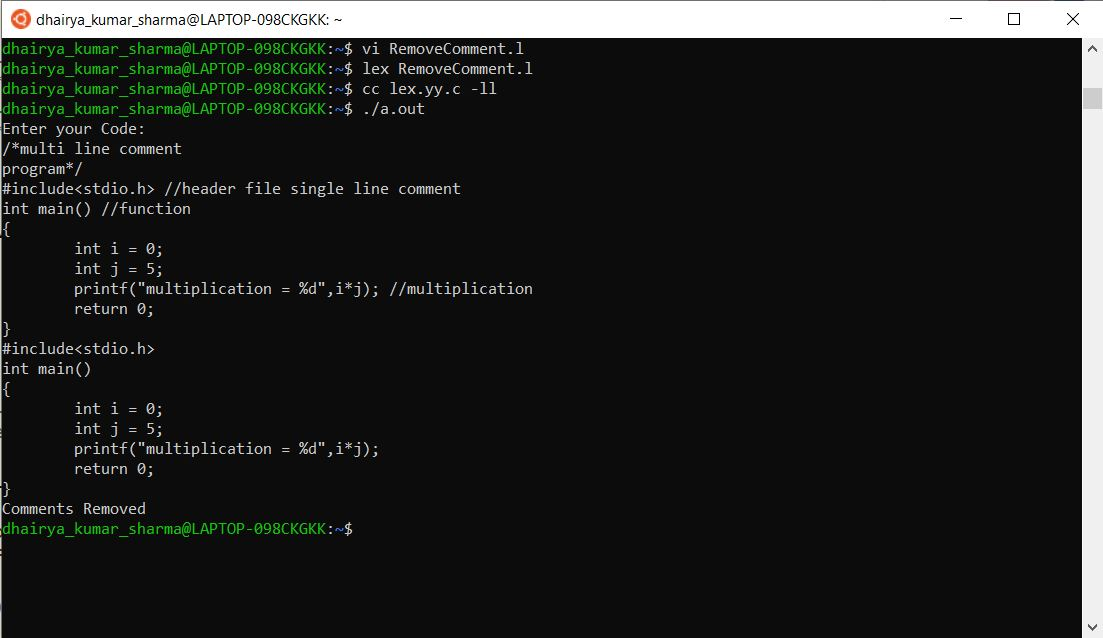 dhairya_kumar_sharma@LAPTOP-098CKGKK: ~
dhairya_kumar_sharma@LAPTOP-098CKGKK:~$ vi RemoveComment.l
dhairya_kumar_sharma@LAPTOP-098CKGKK:~$ lex RemoveComment.l
dhairya_kumar_sharma@LAPTOP-098CKGKK:~$ cc lex.yy.c -ll
dhairya_kumar_sharma@LAPTOP-098CKGKK:~$ ./a.out
Enter your Code:
/*multi line comment
program*/
#include<stdio.h> //header file single line comment
int main() //function
{
        int i = 0;
        int j = 5;
        printf("multiplication = %d",i*j); //multiplication
        return 0;
}
#include<stdio.h>
int main()
{
        int i = 0;
        int j = 5;
        printf("multiplication = %d",i*j);
        return 0;
}
Comments Removed
dhairya_kumar_sharma@LAPTOP-098CKGKK:~$